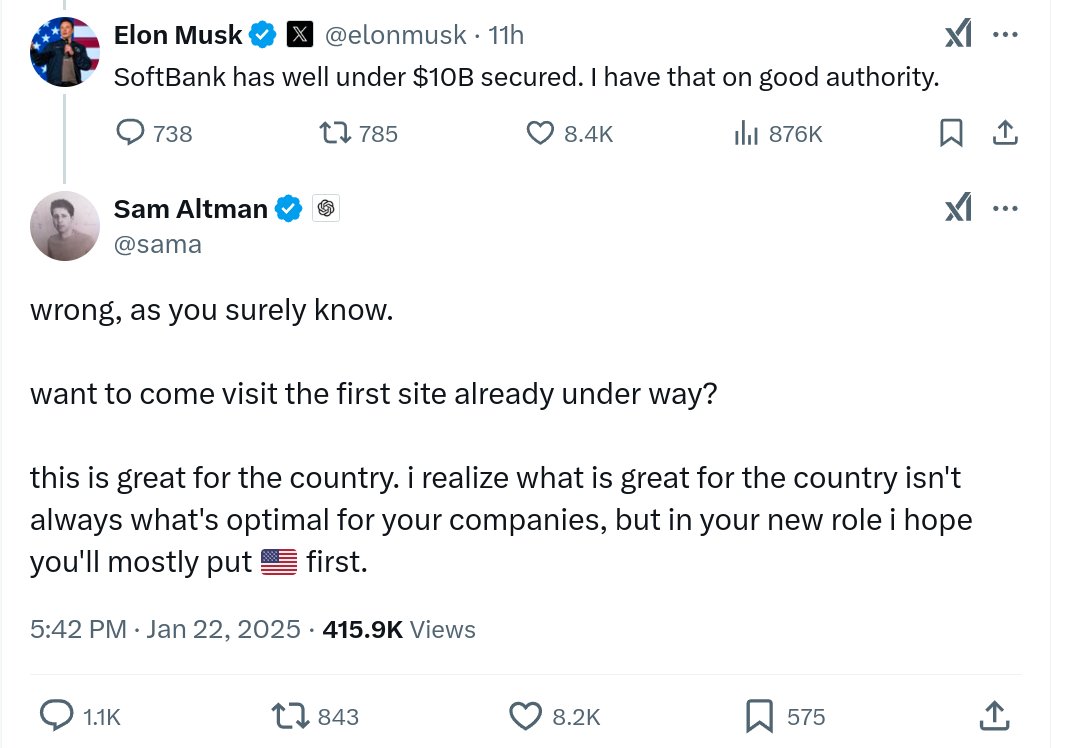 Elon Musk @elonmusk · 11h
SoftBank has well under $10B secured. I have that on good authority.
738 785 8.4K 876K
Sam Altman
@sama
wrong, as you surely know.
want to come visit the first site already under way?
this is great for the country. i realize what is great for the country isn't
always what's optimal for your companies, but in your new role i hope
you'll mostly put 🇺🇸 first.
5:42 PM · Jan 22, 2025 · 415.9K Views
1.1K 843 8.2K 575